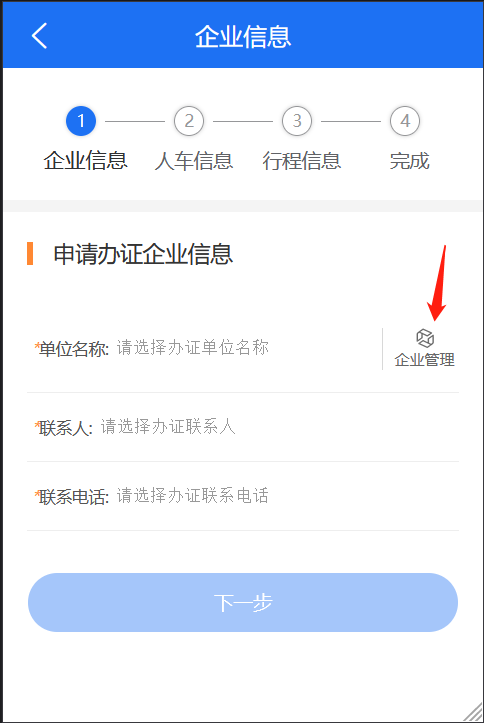 企业信息
1 2 3 4
企业信息 人车信息 行程信息 完成
申请办证企业信息
*单位名称: 请选择办证单位名称
企业管理
*联系人: 请选择办证联系人
*联系电话: 请选择办证联系电话
下一步